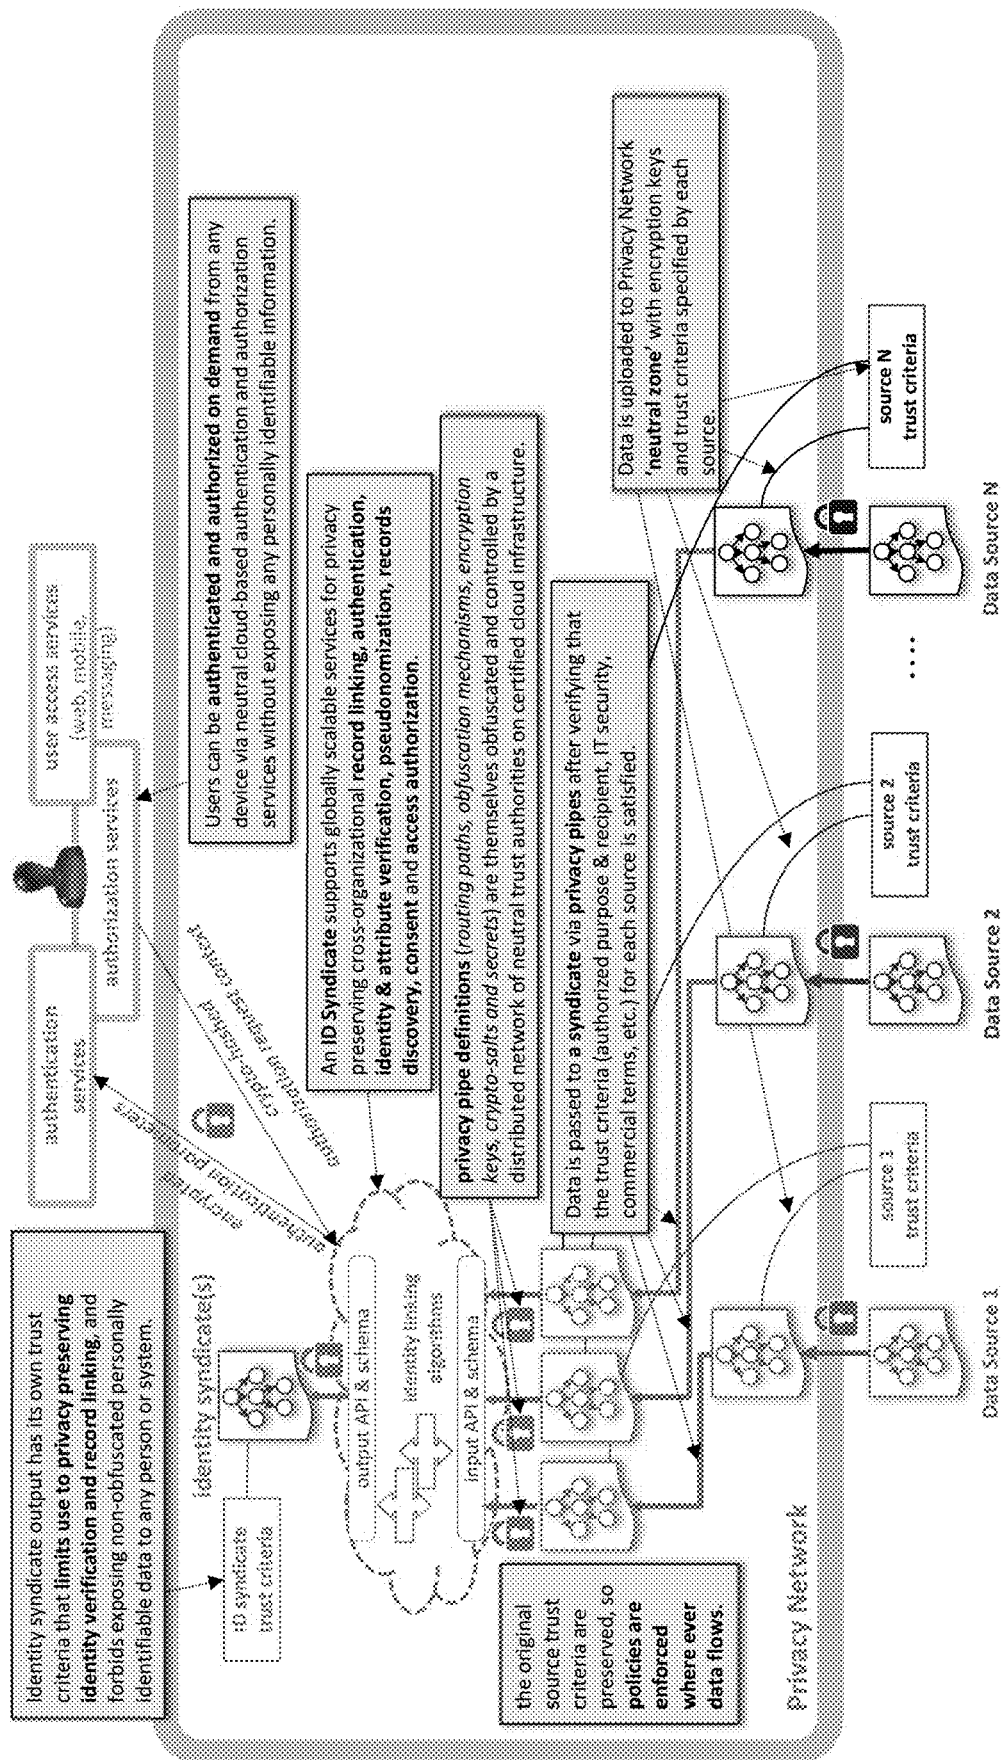 Identity syndicate output has its own trust
criteria that limits use to privacy preserving
identity verification and record linking, and
forbids exposing non-obfuscated personally
identifiable data to any person or system.
authentication
services
user access services
(web, mobile,
messaging)
authorization services
Users can be authenticated and authorized on demand from any
device via neutral cloud-based authentication and authorization
services without exposing any personally identifiable information.
encrypted
authentication parameters
crypto-hashed
authorization request content
identity syndicate(s)
ID syndicate
trust criteria
output API & schema
identity linking
algorithms
input API & schema
An ID Syndicate supports globally scalable services for privacy
preserving cross-organizational record linking, authentication,
identity & attribute verification, pseudonomization, records
discovery, consent and access authorization.
privacy pipe definitions (routing paths, obfuscation mechanisms, encryption
keys, crypto-salts and secrets) are themselves obfuscated and controlled by a
distributed network of neutral trust authorities on certified cloud infrastructure.
the original
source trust
criteria are
preserved, so
policies are
enforced
where ever
data flows.
Data is passed to a syndicate via privacy pipes after verifying that
the trust criteria (authorized purpose & recipient, IT security,
commercial terms, etc.) for each source is satisfied
Data is uploaded to Privacy Network
'neutral zone' with encryption keys
and trust criteria specified by each
source.
Privacy Network
source 1
trust criteria
source 2
trust criteria
source N
trust criteria
Data Source 1
Data Source 2
....
Data Source N